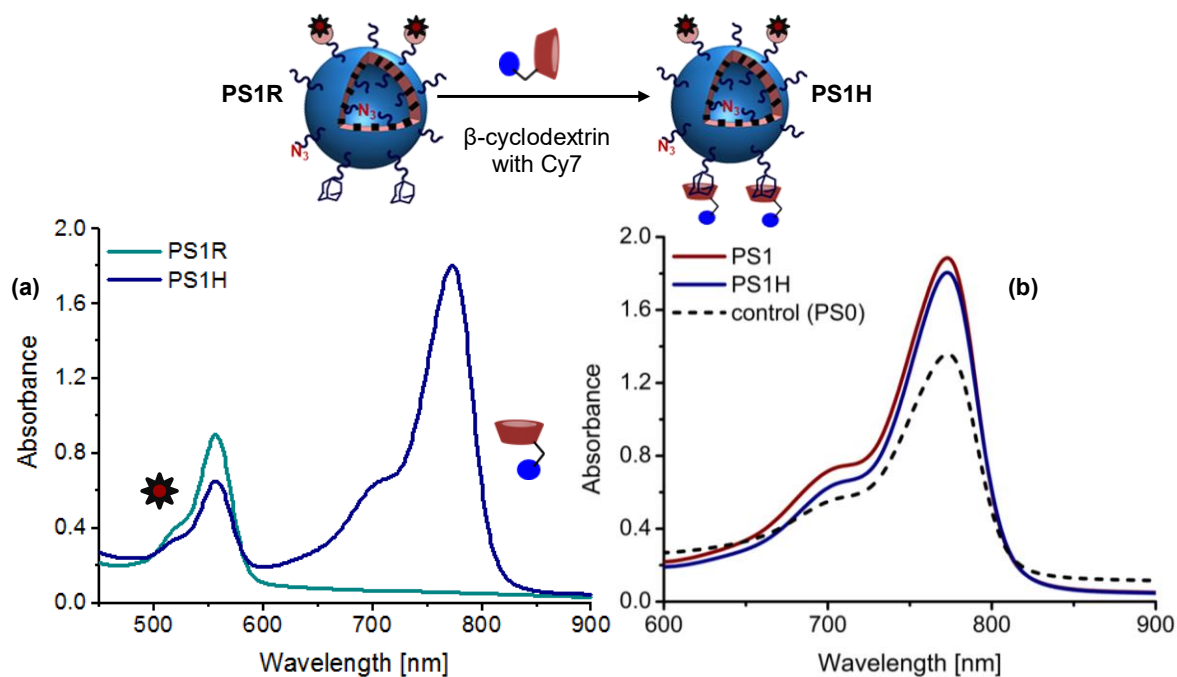 PS1R
N3
N3
β-cyclodextrin
with Cy7
PS1H
N3
N3
(a)
PS1R
PS1H
2.0
1.6
1.2
0.8
0.4
0.0
Absorbance
500 600 700 800 900
Wavelength [nm]
(b)
PS1
PS1H
control (PS0)
2.0
1.6
1.2
0.8
0.4
0.0
Absorbance
600 700 800 900
Wavelength [nm]